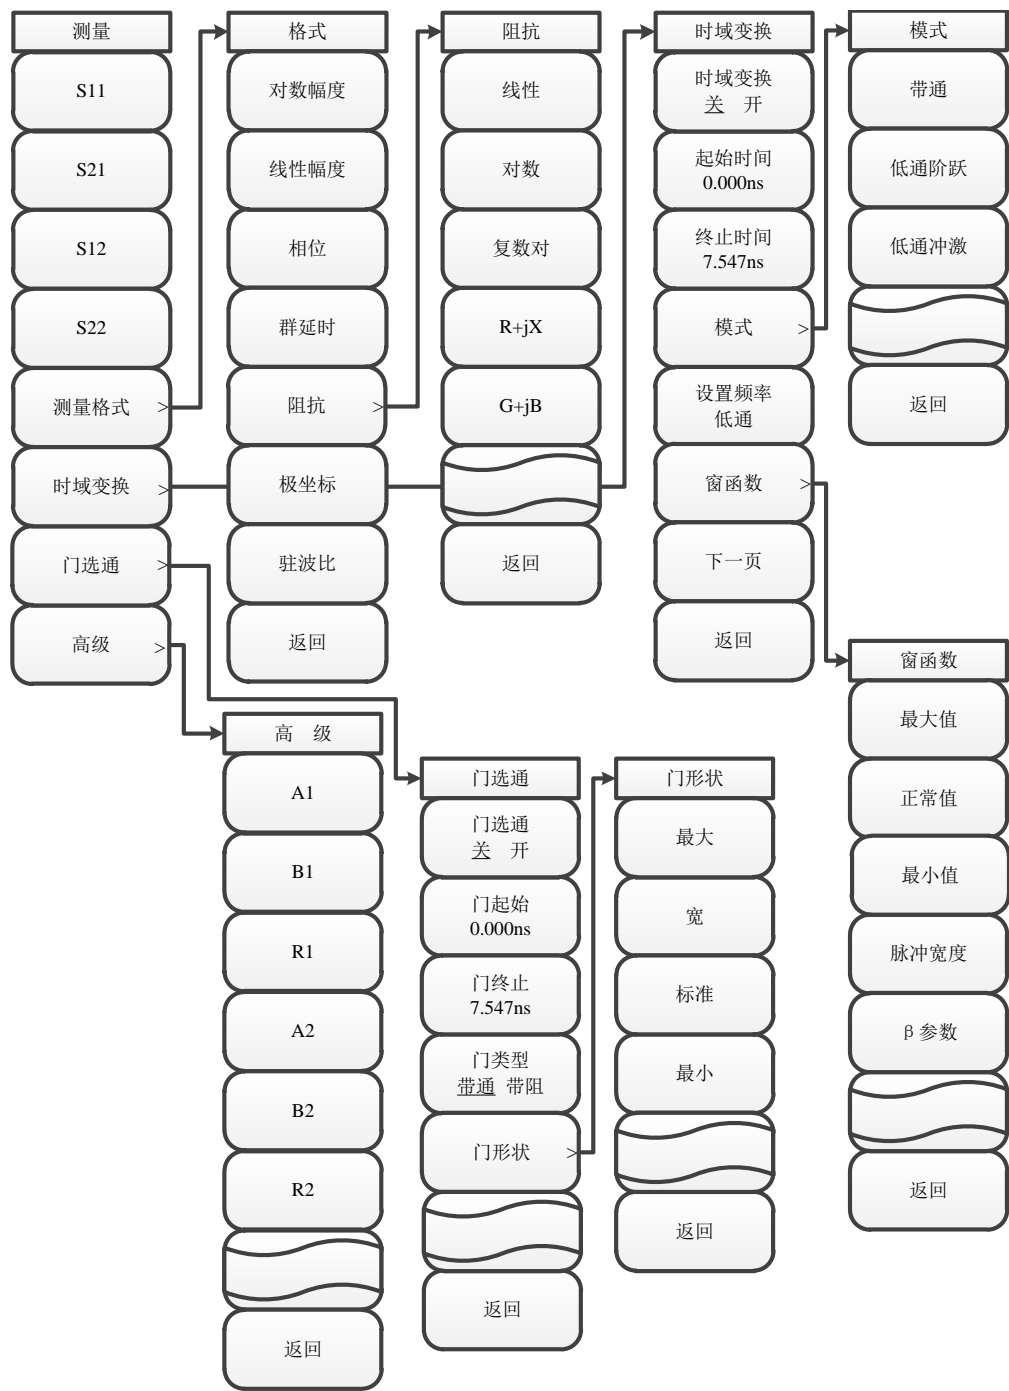 测量
S11
S21
S12
S22
测量格式 >
时域变换 >
门选通 >
高级 >
格式
对数幅度
线性幅度
相位
群延时
阻抗 >
极坐标
驻波比
返回
阻抗
线性
对数
复数对
R+jX
G+jB
返回
时域变换
时域变换
关 开
起始时间
0.000ns
终止时间
7.547ns
模式 >
设置频率
低通
窗函数 >
下一页
返回
模式
带通
低通阶跃
低通冲激
返回
窗函数
最大值
正常值
最小值
脉冲宽度
β参数
返回
高 级
A1
B1
R1
A2
B2
R2
返回
门选通
门选通
关 开
门起始
0.000ns
门终止
7.547ns
门类型
带通 带阻
门形状 >
返回
门形状
最大
宽
标准
最小
返回